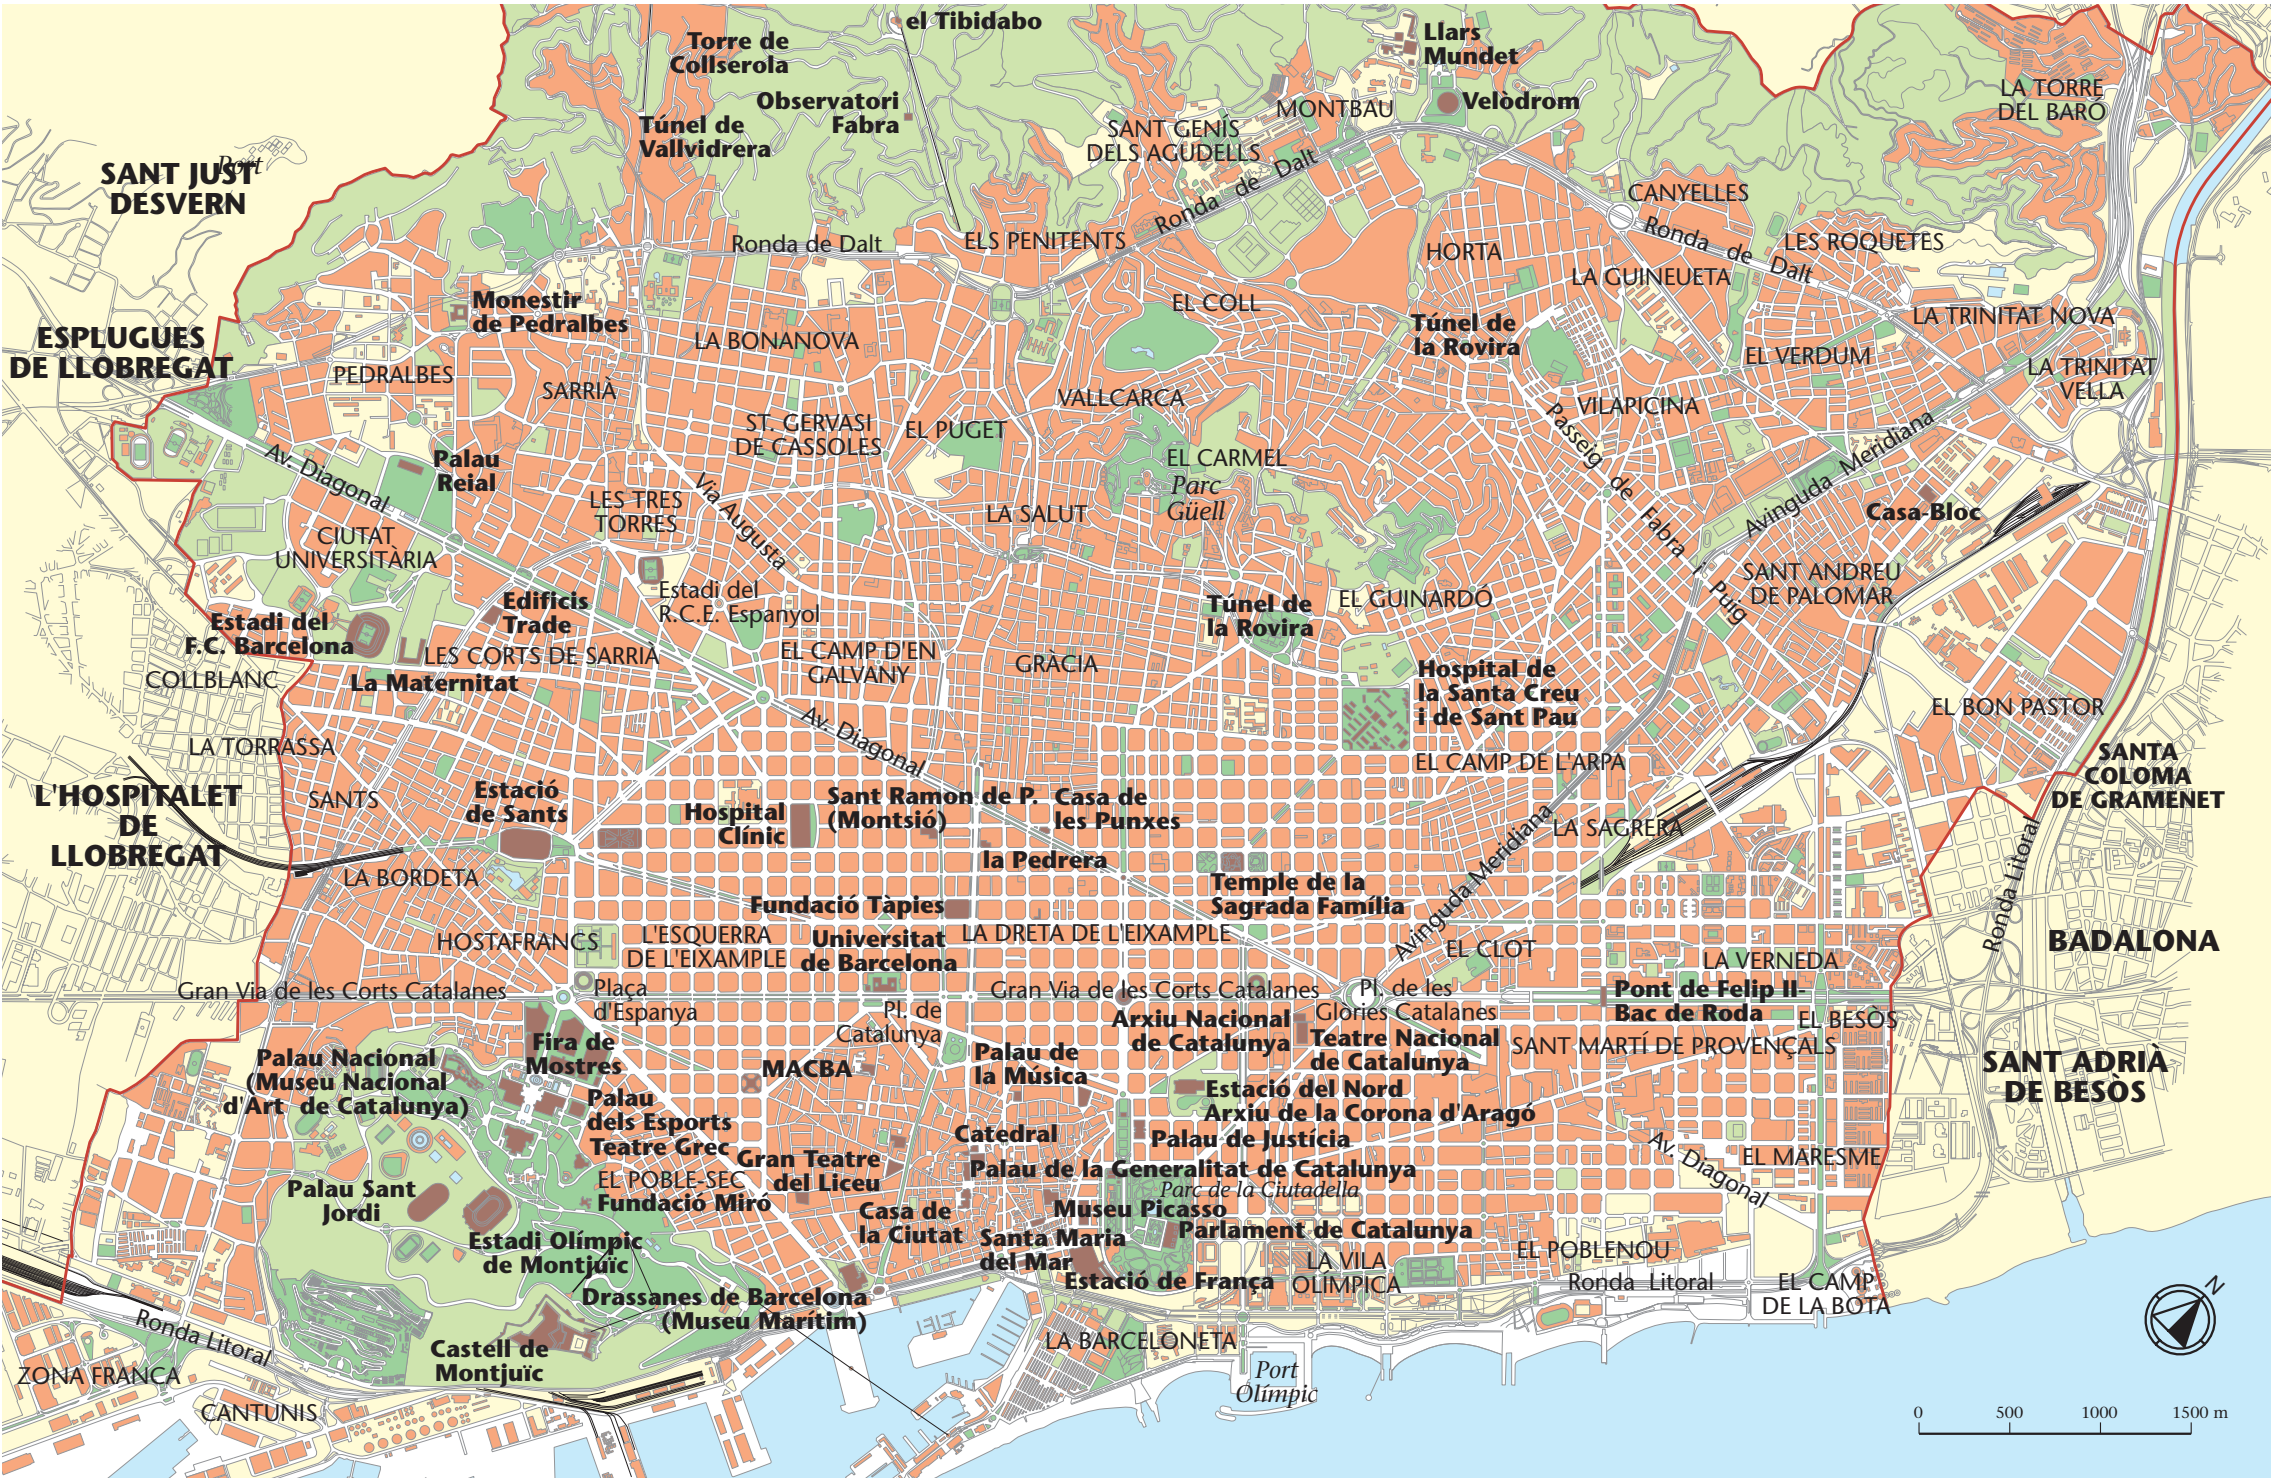 el Tibidabo
Torre de
Collserola
Llars
Mundet
Observatori
Fabra
MONTBAU
Velòdrom
LA TORRE
DEL BARÓ
Túnel de
Vallvidrera
SANT GENÍS
DELS AGUDELLS
Port
SANT JUST
DESVERN
Ronda de Dalt
CANYELLES
Ronda de Dalt
ELS PENITENTS
HORTA
Ronda de Dalt
LES ROQUETES
LA GUINEUETA
Monestir
de Pedralbes
EL COLL
LA TRINITAT NOVA
ESPLUGUES
DE LLOBREGAT
LA BONANOVA
Túnel de
la Rovira
EL VERDUM
PEDRALBES
SARRIÀ
VALLCARCA
LA TRINITAT
VELLA
VILAPICINA
ST. GERVASI
DE CASSOLES
EL PUGET
Passeig de Fabra i Puig
Avinguda Meridiana
Av. Diagonal
Palau
Reial
EL CARMEL
Parc
Güell
Via Augusta
LES TRES
TORRES
LA SALUT
Casa-Bloc
CIUTAT
UNIVERSITÀRIA
SANT ANDREU
DE PALOMAR
Estadi del
R.C.E. Espanyol
Edificis
Trade
Túnel de
la Rovira
EL GUINARDÓ
Estadi del
F.C. Barcelona
LES CORTS DE SARRIÀ
EL CAMP D'EN
GALVANY
GRÀCIA
COLLBLANC
La Maternitat
Hospital de
la Santa Creu
i de Sant Pau
EL BON PASTOR
Av. Diagonal
LA TORRASSA
EL CAMP DE L'ARPA
SANTA
COLOMA
DE GRAMENET
L'HOSPITALET
DE
LLOBREGAT
SANTS
Estació
de Sants
Hospital
Clínic
Sant Ramon de P.
(Montsió)
Casa de
les Punxes
LA SAGRERA
Ronda Litoral
la Pedrera
LA BORDETA
Temple de la
Sagrada Família
Avinguda Meridiana
Fundació Tàpies
HOSTAFRANCS
L'ESQUERRA
DE L'EIXAMPLE
Universitat
de Barcelona
LA DRETA DE L'EIXAMPLE
EL CLOT
BADALONA
LA VERNEDA
Gran Via de les Corts Catalanes
Plaça
d'Espanya
Gran Via de les Corts Catalanes
Pl. de les
Glòries Catalanes
Pont de Felip II-
Bac de Roda
Pl. de
Catalunya
EL BESÒS
Arxiu Nacional
de Catalunya
Teatre Nacional
de Catalunya
SANT MARTÍ DE PROVENÇALS
Fira de
Mostres
Palau Nacional
(Museu Nacional
d'Art de Catalunya)
MACBA
Palau de
la Música
SANT ADRIÀ
DE BESÒS
Estació del Nord
Arxiu de la Corona d'Aragó
Palau
dels Esports
Teatre Grec
Catedral
Palau de Justícia
Av. Diagonal
EL MARESME
Gran Teatre
del Liceu
Palau de la Generalitat de Catalunya
EL POBLE-SEC
Parc de la Ciutadella
Palau Sant
Jordi
Fundació Miró
Museu Picasso
Casa de
la Ciutat
Parlament de Catalunya
Santa Maria
del Mar
Estadi Olímpic
de Montjuïc
EL POBLENOU
LA VILA
OLÍMPICA
Estació de França
Ronda Litoral
EL CAMP
DE LA BOTA
Drassanes de Barcelona
(Museu Marítim)
N
Ronda Litoral
LA BARCELONETA
Castell de
Montjuïc
ZONA FRANCA
Port
Olímpic
CANTUNIS
0 500 1000 1500 m